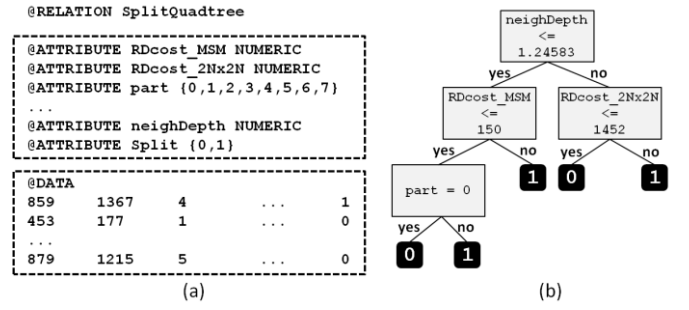 @RELATION SplitQuadtree
@ATTRIBUTE RDcost_MSM NUMERIC
@ATTRIBUTE RDcost_2Nx2N NUMERIC
@ATTRIBUTE part {0,1,2,3,4,5,6,7}
...
@ATTRIBUTE neighDepth NUMERIC
@ATTRIBUTE Split {0,1}
@DATA
859 1367 4 ... 1
453 177 1 ... 0
...
879 1215 5 ... 0
(a)
neighDepth
<=
1.24583
yes no
RDcost_MSM
<=
150
RDcost_2Nx2N
<=
1452
yes no yes no
part = 0
1 0 1
yes no
0 1
(b)